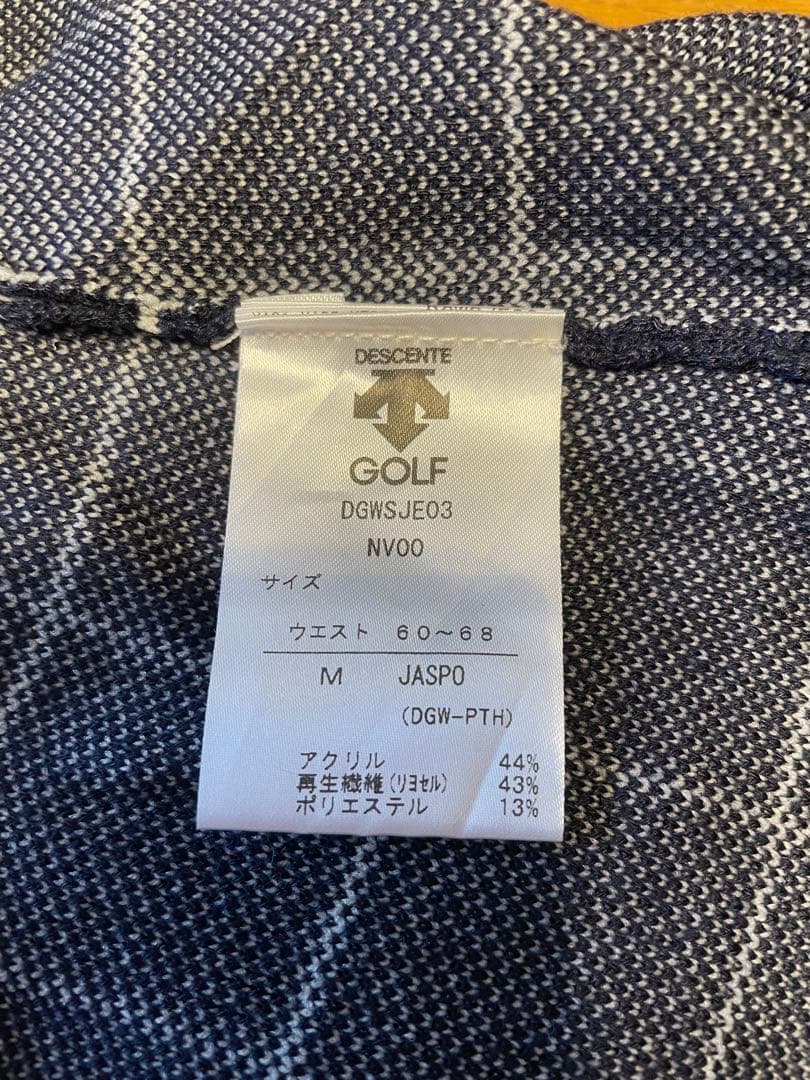 DESCENTE
GOLF
DGWSJE03
NV00
サイズ
ウエスト 60～68
M JASPO
(DGW-PTH)
アクリル 44%
再生繊維(リヨセル) 43%
ポリエステル 13%